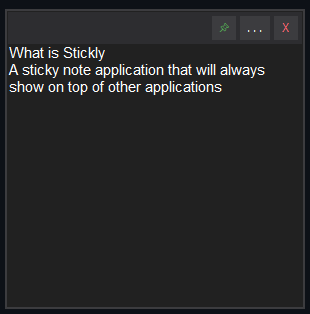 ... X
What is Stickly
A sticky note application that will always
show on top of other applications